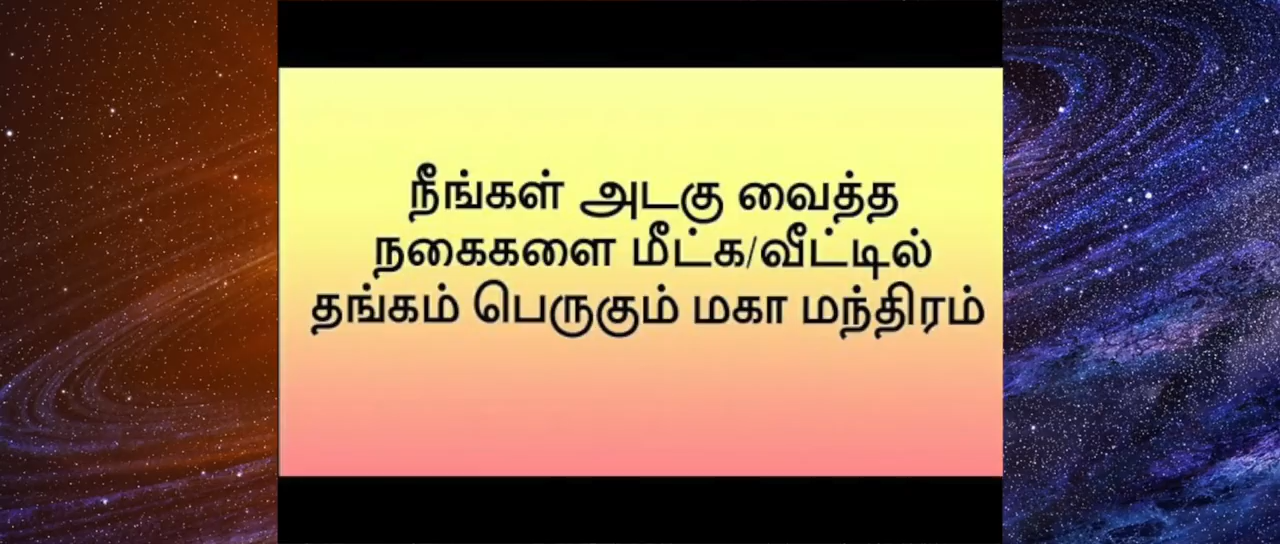 நீங்கள் அடகு வைத்த
நகைகளை மீட்க/வீட்டில்
தங்கம் பெருகும் மகா மந்திரம்